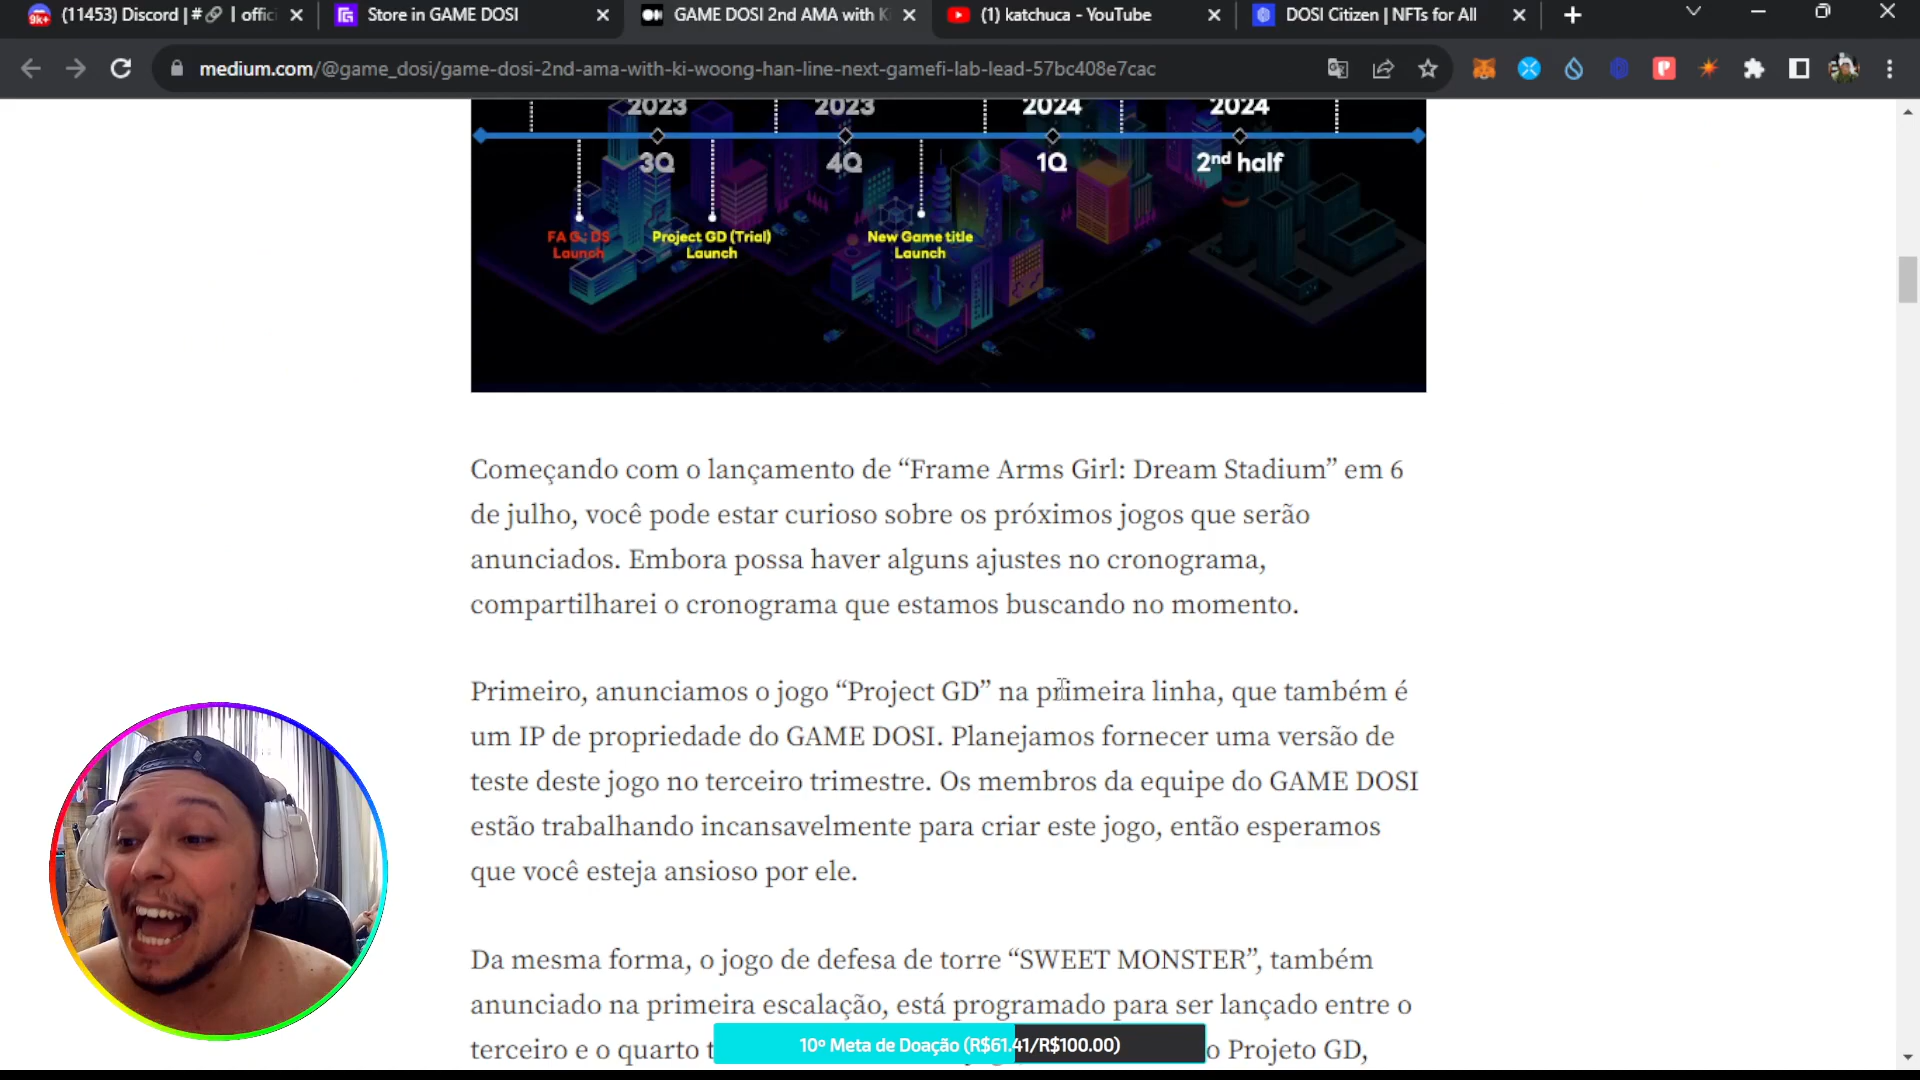 (11453) Discord | # | offici
Store in GAME DOSI
GAME DOSI 2nd AMA with Ki
(1) katchuca - YouTube
DOSI Citizen | NFTs for All
medium.com/@game_dosi/game-dosi-2nd-ama-with-ki-woong-han-line-next-gamefi-lab-lead-57bc408e7cac
2023
2023
2024
2024
3Q
4Q
1Q
2nd half
FA G.: DS
Launch
Project GD (Trial)
Launch
New Game title
Launch
Começando com o lançamento de “Frame Arms Girl: Dream Stadium” em 6
de julho, você pode estar curioso sobre os próximos jogos que serão
anunciados. Embora possa haver alguns ajustes no cronograma,
compartilharei o cronograma que estamos buscando no momento.
Primeiro, anunciamos o jogo “Project GD” na primeira linha, que também é
um IP de propriedade do GAME DOSI. Planejamos fornecer uma versão de
teste deste jogo no terceiro trimestre. Os membros da equipe do GAME DOSI
estão trabalhando incansavelmente para criar este jogo, então esperamos
que você esteja ansioso por ele.
Da mesma forma, o jogo de defesa de torre “SWEET MONSTER”, também
anunciado na primeira escalação, está programado para ser lançado entre o
terceiro e o quarto t
o Projeto GD,
10º Meta de Doação (R$61.41/R$100.00)